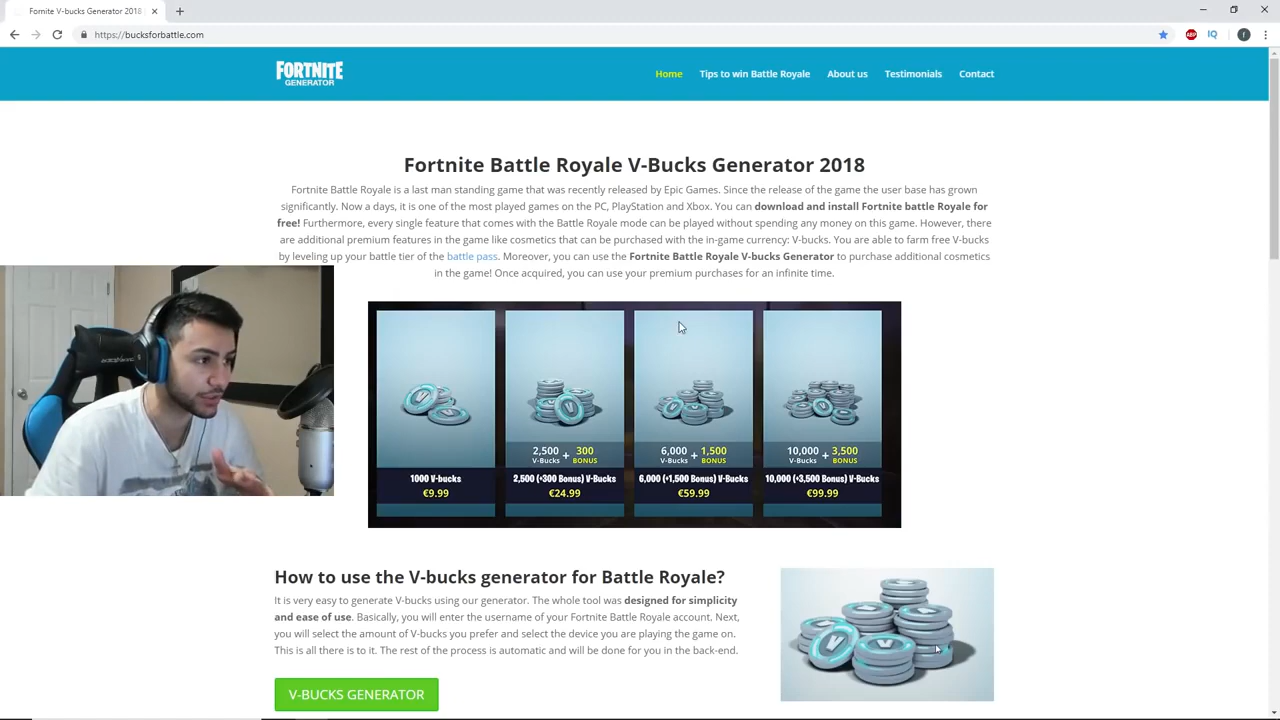 Fornite V-bucks Generator 2018
https://bucksforbattle.com
ABP
IQ
f
FORTNITE
GENERATOR
Home
Tips to win Battle Royale
About us
Testimonials
Contact
Fortnite Battle Royale V-Bucks Generator 2018
Fortnite Battle Royale is a last man standing game that was recently released by Epic Games. Since the release of the game the user base has grown
significantly. Now a days, it is one of the most played games on the PC, PlayStation and Xbox. You can download and install Fortnite battle Royale for
free! Furthermore, every single feature that comes with the Battle Royale mode can be played without spending any money on this game. However, there
are additional premium features in the game like cosmetics that can be purchased with the in-game currency: V-bucks. You are able to farm free V-bucks
by leveling up your battle tier of the battle pass. Moreover, you can use the Fortnite Battle Royale V-bucks Generator to purchase additional cosmetics
in the game! Once acquired, you can use your premium purchases for an infinite time.
1000 V-bucks
€9.99
2,500 V-Bucks + 300 BONUS
2,500 (+300 Bonus) V-Bucks
€24.99
6,000 V-Bucks + 1,500 BONUS
6,000 (+1,500 Bonus) V-Bucks
€59.99
10,000 V-Bucks + 3,500 BONUS
10,000 (+3,500 Bonus) V-Bucks
€99.99
How to use the V-bucks generator for Battle Royale?
It is very easy to generate V-bucks using our generator. The whole tool was designed for simplicity
and ease of use. Basically, you will enter the username of your Fortnite Battle Royale account. Next,
you will select the amount of V-bucks you prefer and select the device you are playing the game on.
This is all there is to it. The rest of the process is automatic and will be done for you in the back-end.
V-BUCKS GENERATOR